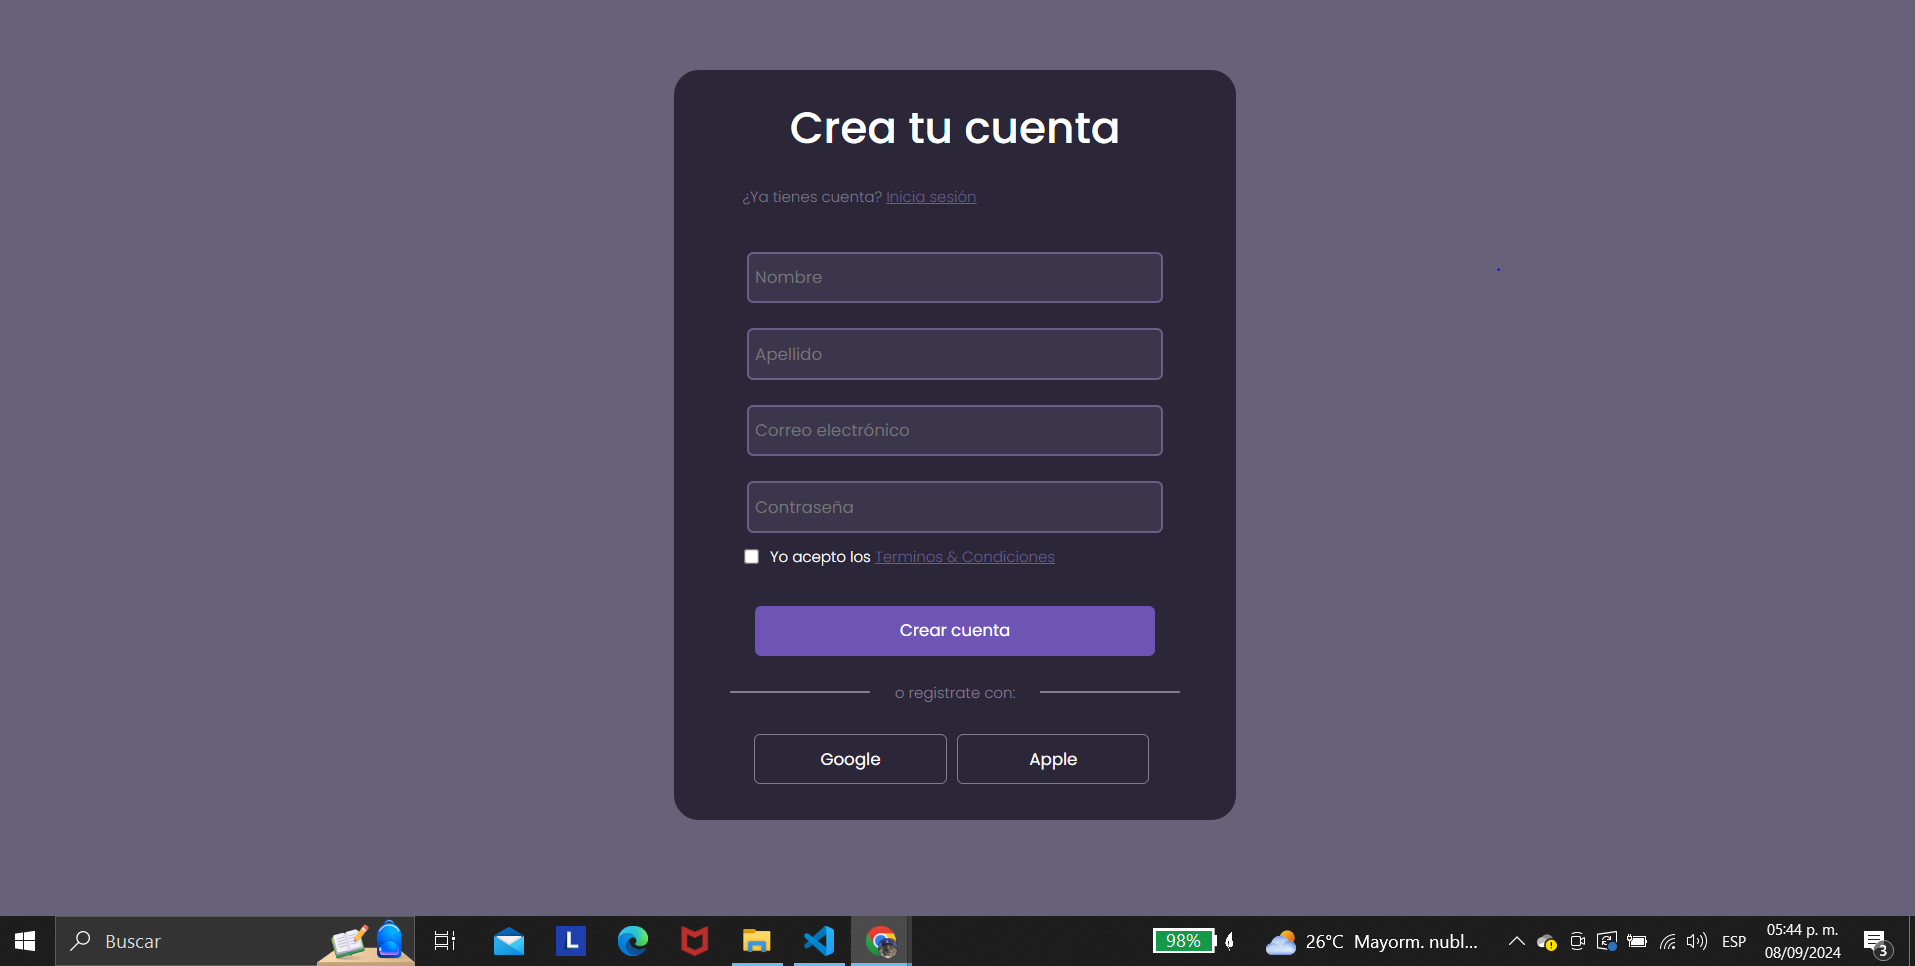 Crea tu cuenta
¿Ya tienes cuenta? Inicia sesión
Nombre
Apellido
Correo electrónico
Contraseña
Yo acepto los Terminos & Condiciones
Crear cuenta
o registrate con:
Google Apple
Buscar
L
98%
26°C Mayorm. nubl...
ESP
05:44 p. m.
08/09/2024
3